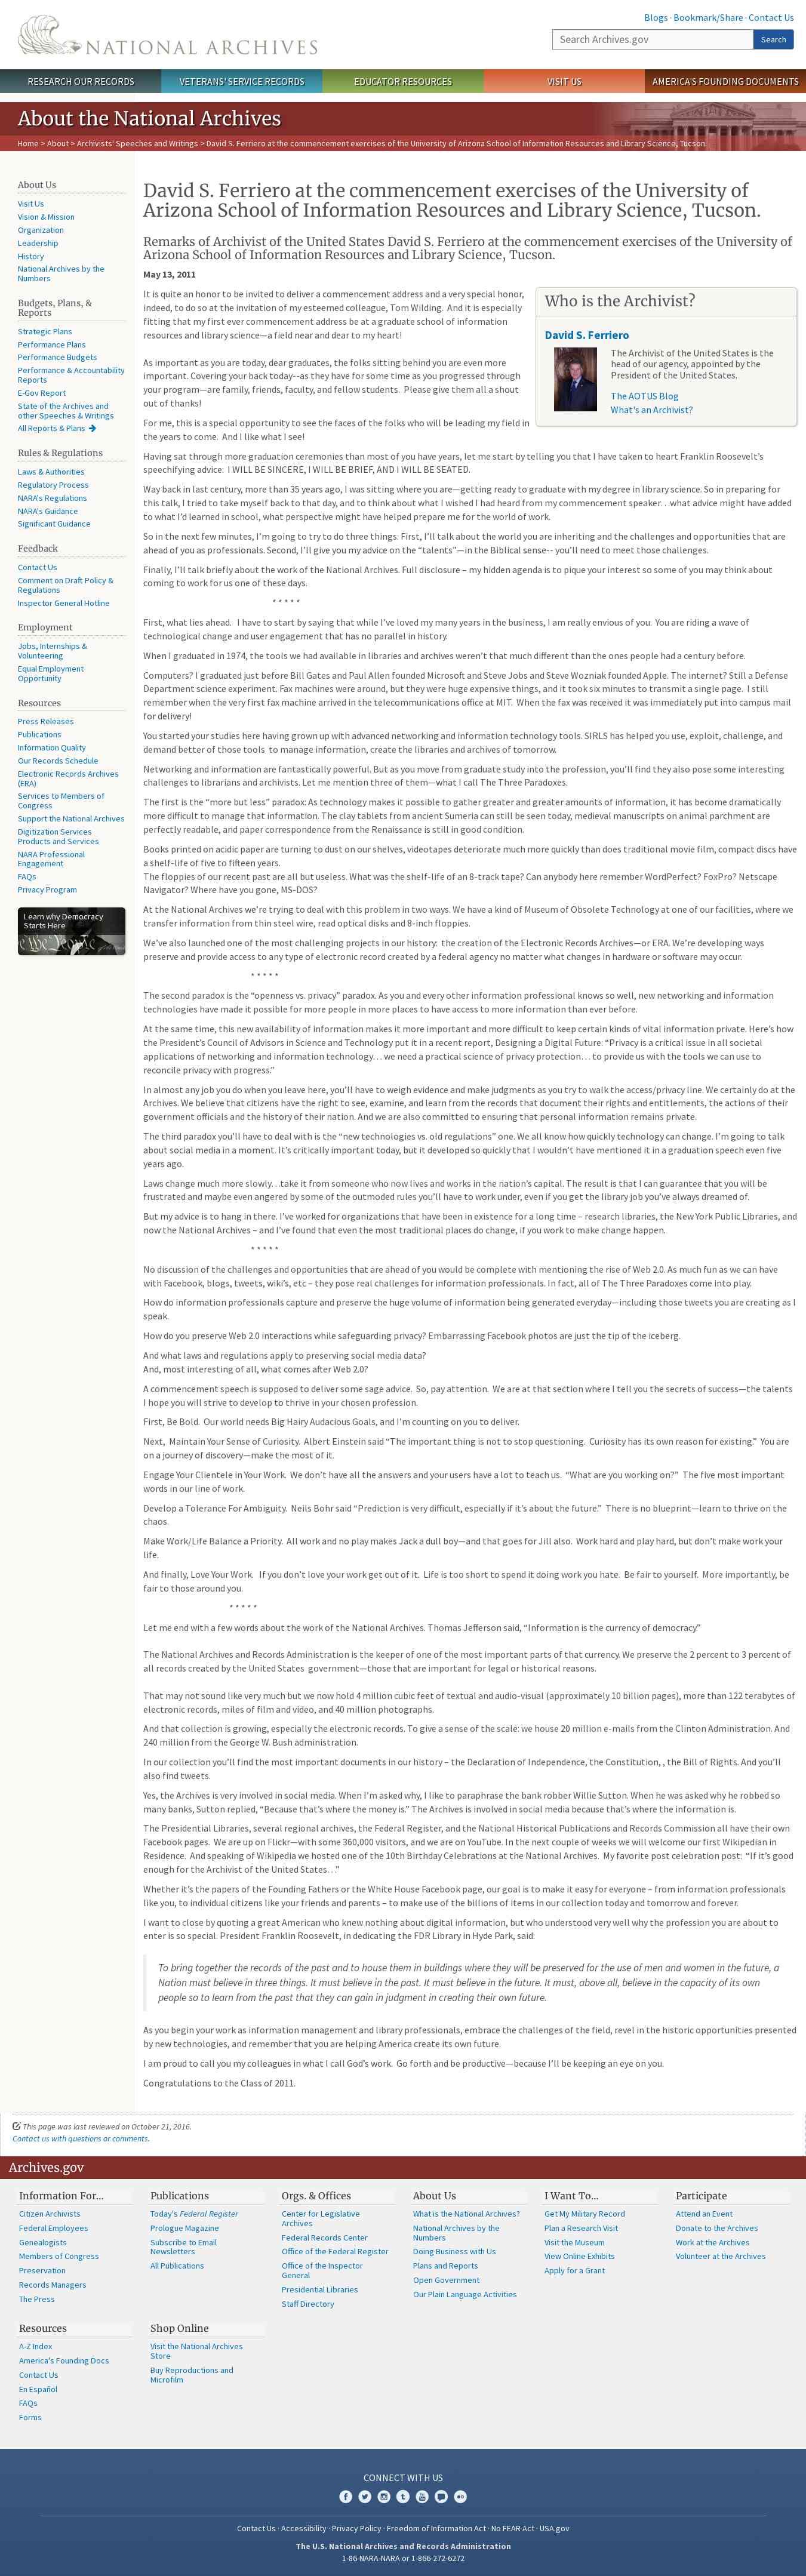 Blogs · Bookmark/Share · Contact Us
NATIONAL ARCHIVES
Search Archives.gov
Search
RESEARCH OUR RECORDS
VETERANS' SERVICE RECORDS
EDUCATOR RESOURCES
VISIT US
AMERICA'S FOUNDING DOCUMENTS
About the National Archives
Home > About > Archivists' Speeches and Writings > David S. Ferriero at the commencement exercises of the University of Arizona School of Information Resources and Library Science, Tucson.
About Us
Visit Us
Vision & Mission
Organization
Leadership
History
National Archives by the
Numbers
Budgets, Plans, &
Reports
Strategic Plans
Performance Plans
Performance Budgets
Performance & Accountability
Reports
E-Gov Report
State of the Archives and
other Speeches & Writings
All Reports & Plans
Rules & Regulations
Laws & Authorities
Regulatory Process
NARA's Regulations
NARA's Guidance
Significant Guidance
Feedback
Contact Us
Comment on Draft Policy &
Regulations
Inspector General Hotline
Employment
Jobs, Internships &
Volunteering
Equal Employment
Opportunity
Resources
Press Releases
Publications
Information Quality
Our Records Schedule
Electronic Records Archives
(ERA)
Services to Members of
Congress
Support the National Archives
Digitization Services
Products and Services
NARA Professional
Engagement
FAQs
Privacy Program
Learn why Democracy
Starts Here
David S. Ferriero at the commencement exercises of the University of
Arizona School of Information Resources and Library Science, Tucson.
Remarks of Archivist of the United States David S. Ferriero at the commencement exercises of the University of
Arizona School of Information Resources and Library Science, Tucson.
May 13, 2011
It is quite an honor to be invited to deliver a commencement address and a very special honor,
indeed, to do so at the invitation of my esteemed colleague, Tom Wilding.  And it is especially
fitting that my first ever commencement address be at a graduate school of information
resources and library science—a field near and dear to my heart!
As important as you are today, dear graduates, the folks sitting behind you are even more
important. Covering your back today--as they have for some time as you progressed through your
program—are family, friends, faculty, and fellow students.  Please give them all a shout
out of thanks!
For me, this is a special opportunity to see the faces of the folks who will be leading my field in
the years to come.  And I like what I see!
Who is the Archivist?
David S. Ferriero
The Archivist of the United States is the
head of our agency, appointed by the
President of the United States.
The AOTUS Blog
What's an Archivist?
Having sat through more graduation ceremonies than most of you have years, let me start by telling you that I have taken to heart Franklin Roosevelt's
speechifying advice:  I WILL BE SINCERE, I WILL BE BRIEF, AND I WILL BE SEATED.
Way back in last century, more than 35 years ago, I was sitting where you are—getting ready to graduate with my degree in library science. So in preparing for
this talk, I tried to take myself back to that day, and to think about what I wished I had heard from my commencement speaker…what advice might have added
to what I'd learned in school, what perspective might have helped prepare me for the world of work.
So in the next few minutes, I'm going to try to do three things. First, I'll talk about the world you are inheriting and the challenges and opportunities that are
ahead of you as professionals. Second, I'll give you my advice on the “talents”—in the Biblical sense-- you'll need to meet those challenges.
Finally, I'll talk briefly about the work of the National Archives. Full disclosure – my hidden agenda is to pique your interest so some of you may think about
coming to work for us one of these days.
* * * * *
First, what lies ahead.   I have to start by saying that while I've loved my many years in the business, I am really envious of you.  You are riding a wave of
technological change and user engagement that has no parallel in history.
When I graduated in 1974, the tools we had available in libraries and archives weren't that much different than the ones people had a century before.
Computers? I graduated just before Bill Gates and Paul Allen founded Microsoft and Steve Jobs and Steve Wozniak founded Apple. The internet? Still a Defense
Department science experiment. Fax machines were around, but they were huge expensive things, and it took six minutes to transmit a single page.  I still
remember when the very first fax machine arrived in the telecommunications office at MIT.  When the fax was received it was immediately put into campus mail
for delivery!
You started your studies here having grown up with advanced networking and information technology tools. SIRLS has helped you use, exploit, challenge, and
demand better of those tools  to manage information, create the libraries and archives of tomorrow.
Networking and information are fantastically powerful. But as you move from graduate study into the profession, you'll find they also pose some interesting
challenges to librarians and archivists. Let me mention three of them—what I call The Three Paradoxes.
The first is the “more but less” paradox: As technology makes it possible to gather greater and greater amounts of information, it has become dramatically
more difficult to manage that information. The clay tablets from ancient Sumeria can still be seen today, medieval manuscripts on animal parchment are
perfectly readable, and paper correspondence from the Renaissance is still in good condition.
Books printed on acidic paper are turning to dust on our shelves, videotapes deteriorate much more quickly than does traditional movie film, compact discs have
a shelf-life of five to fifteen years.
The floppies of our recent past are all but useless. What was the shelf-life of an 8-track tape? Can anybody here remember WordPerfect? FoxPro? Netscape
Navigator? Where have you gone, MS-DOS?
At the National Archives we're trying to deal with this problem in two ways. We have a kind of Museum of Obsolete Technology at one of our facilities, where we
transfer information from thin steel wire, read optical disks and 8-inch floppies.
We've also launched one of the most challenging projects in our history:  the creation of the Electronic Records Archives—or ERA. We're developing ways
preserve and provide access to any type of electronic record created by a federal agency no matter what changes in hardware or software may occur.
* * * * *
The second paradox is the “openness vs. privacy” paradox. As you and every other information professional knows so well, new networking and information
technologies have made it possible for more people in more places to have access to more information than ever before.
At the same time, this new availability of information makes it more important and more difficult to keep certain kinds of vital information private. Here's how
the President's Council of Advisors in Science and Technology put it in a recent report, Designing a Digital Future: “Privacy is a critical issue in all societal
applications of networking and information technology… we need a practical science of privacy protection… to provide us with the tools we can use to
reconcile privacy with progress.”
In almost any job you do when you leave here, you'll have to weigh evidence and make judgments as you try to walk the access/privacy line. We certainly do at the
Archives. We believe that citizens have the right to see, examine, and learn from the records that document their rights and entitlements, the actions of their
government officials and the history of their nation. And we are also committed to ensuring that personal information remains private.
The third paradox you'll have to deal with is the “new technologies vs. old regulations” one. We all know how quickly technology can change. I'm going to talk
about social media in a moment. It's critically important today, but it developed so quickly that I wouldn't have mentioned it in a graduation speech even five
years ago.
Laws change much more slowly…take it from someone who now lives and works in the nation's capital. The result is that I can guarantee that you will be
frustrated and maybe even angered by some of the outmoded rules you'll have to work under, even if you get the library job you've always dreamed of.
But my advice is to hang in there. I've worked for organizations that have been in existence for a long time – research libraries, the New York Public Libraries, and
now the National Archives – and I've found that even the most traditional places do change, if you work to make change happen.
* * * * *
No discussion of the challenges and opportunities that are ahead of you would be complete with mentioning the rise of Web 2.0. As much fun as we can have
with Facebook, blogs, tweets, wiki's, etc – they pose real challenges for information professionals. In fact, all of The Three Paradoxes come into play.
How do information professionals capture and preserve the huge volume of information being generated everyday—including those tweets you are creating as I
speak.
How do you preserve Web 2.0 interactions while safeguarding privacy? Embarrassing Facebook photos are just the tip of the iceberg.
And what laws and regulations apply to preserving social media data?
And, most interesting of all, what comes after Web 2.0?
A commencement speech is supposed to deliver some sage advice.  So, pay attention.  We are at that section where I tell you the secrets of success—the talents
I hope you will strive to develop to thrive in your chosen profession.
First, Be Bold.  Our world needs Big Hairy Audacious Goals, and I'm counting on you to deliver.
Next,  Maintain Your Sense of Curiosity.  Albert Einstein said “The important thing is not to stop questioning.  Curiosity has its own reason for existing.”  You are
on a journey of discovery—make the most of it.
Engage Your Clientele in Your Work.  We don't have all the answers and your users have a lot to teach us.  “What are you working on?”  The five most important
words in our line of work.
Develop a Tolerance For Ambiguity.  Neils Bohr said “Prediction is very difficult, especially if it's about the future.”  There is no blueprint—learn to thrive on the
chaos.
Make Work/Life Balance a Priority.  All work and no play makes Jack a dull boy—and that goes for Jill also.  Work hard and play hard, but don't make work your
life.
And finally, Love Your Work.   If you don't love your work get out of it.  Life is too short to spend it doing work you hate.  Be fair to yourself.  More importantly, be
fair to those around you.
* * * * *
Let me end with a few words about the work of the National Archives. Thomas Jefferson said, “Information is the currency of democracy.”
The National Archives and Records Administration is the keeper of one of the most important parts of that currency. We preserve the 2 percent to 3 percent of
all records created by the United States  government—those that are important for legal or historical reasons.
That may not sound like very much but we now hold 4 million cubic feet of textual and audio-visual (approximately 10 billion pages), more than 122 terabytes of
electronic records, miles of film and video, and 40 million photographs.
And that collection is growing, especially the electronic records. To give a sense of the scale: we house 20 million e-mails from the Clinton Administration. And
240 million from the George W. Bush administration.
In our collection you'll find the most important documents in our history – the Declaration of Independence, the Constitution, , the Bill of Rights. And you'll
also find tweets.
Yes, the Archives is very involved in social media. When I'm asked why, I like to paraphrase the bank robber Willie Sutton. When he was asked why he robbed so
many banks, Sutton replied, “Because that's where the money is.” The Archives is involved in social media because that's where the information is.
The Presidential Libraries, several regional archives, the Federal Register, and the National Historical Publications and Records Commission all have their own
Facebook pages.  We are up on Flickr—with some 360,000 visitors, and we are on YouTube. In the next couple of weeks we will welcome our first Wikipedian in
Residence.  And speaking of Wikipedia we hosted one of the 10th Birthday Celebrations at the National Archives.  My favorite post celebration post:  “If it's good
enough for the Archivist of the United States…”
Whether it's the papers of the Founding Fathers or the White House Facebook page, our goal is to make it easy for everyone – from information professionals
like you, to individual citizens like your friends and parents – to make use of the billions of items in our collection today and tomorrow and forever.
I want to close by quoting a great American who knew nothing about digital information, but who understood very well why the profession you are about to
enter is so special. President Franklin Roosevelt, in dedicating the FDR Library in Hyde Park, said:
To bring together the records of the past and to house them in buildings where they will be preserved for the use of men and women in the future, a
Nation must believe in three things. It must believe in the past. It must believe in the future. It must, above all, believe in the capacity of its own
people so to learn from the past that they can gain in judgment in creating their own future.
As you begin your work as information management and library professionals, embrace the challenges of the field, revel in the historic opportunities presented
by new technologies, and remember that you are helping America create its own future.
I am proud to call you my colleagues in what I call God's work.  Go forth and be productive—because I'll be keeping an eye on you.
Congratulations to the Class of 2011.
This page was last reviewed on October 21, 2016.
Contact us with questions or comments.
Archives.gov
Information For…
Citizen Archivists
Federal Employees
Genealogists
Members of Congress
Preservation
Records Managers
The Press
Publications
Today's Federal Register
Prologue Magazine
Subscribe to Email
Newsletters
All Publications
Orgs. & Offices
Center for Legislative
Archives
Federal Records Center
Office of the Federal Register
Office of the Inspector
General
Presidential Libraries
Staff Directory
About Us
What is the National Archives?
National Archives by the
Numbers
Doing Business with Us
Plans and Reports
Open Government
Our Plain Language Activities
I Want To…
Get My Military Record
Plan a Research Visit
Visit the Museum
View Online Exhibits
Apply for a Grant
Participate
Attend an Event
Donate to the Archives
Work at the Archives
Volunteer at the Archives
Resources
A-Z Index
America's Founding Docs
Contact Us
En Español
FAQs
Forms
Shop Online
Visit the National Archives
Store
Buy Reproductions and
Microfilm
CONNECT WITH US
Contact Us · Accessibility · Privacy Policy · Freedom of Information Act · No FEAR Act · USA.gov
The U.S. National Archives and Records Administration
1-86-NARA-NARA or 1-866-272-6272